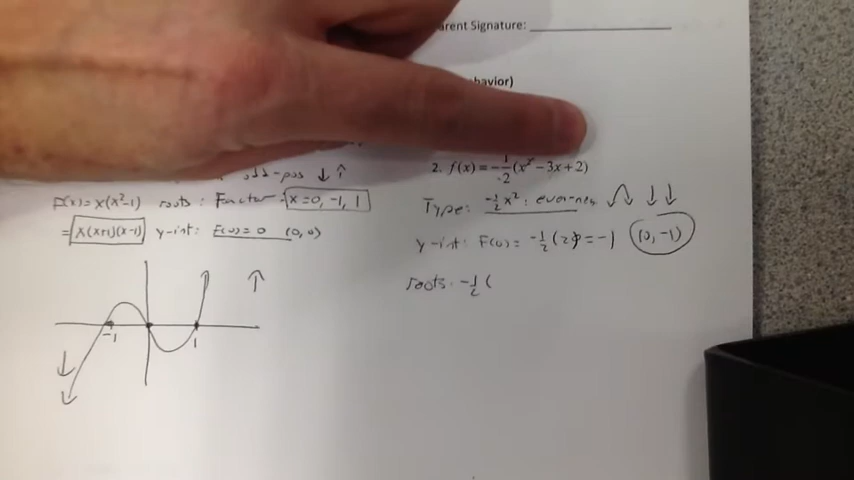 arent Signature:
havior)
odd-pos ↓↑
F(x)=x(x²-1) roots: Factor: x=0, -1, 1
= x(x+1)(x-1) y-int: F(0)=0 (0,0)
-1 1
2. f(x)=-1/2(x²-3x+2)
Type: -1/2x²: even-neg ↓↓
y-int: F(0)= -1/2(2)=-1 (0,-1)
roots: -1/2(